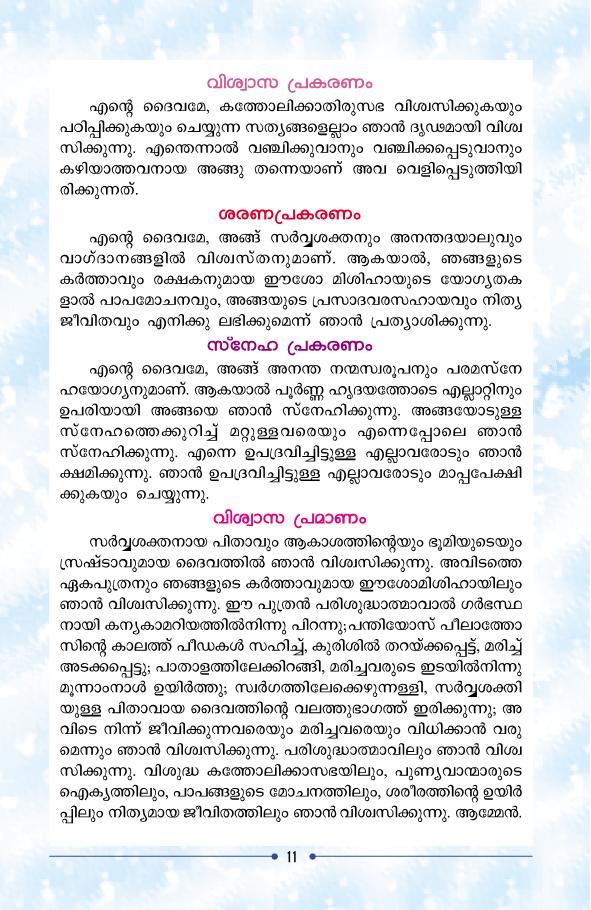 വിശ്വാസ പ്രകരണം
എന്റെ ദൈവമേ, കത്തോലിക്കാതിരുസഭ വിശ്വസിക്കുകയും
പഠിപ്പിക്കുകയും ചെയ്യുന്ന സത്യങ്ങളെല്ലാം ഞാൻ ദൃഢമായി വിശ്വ
സിക്കുന്നു. എന്തെന്നാൽ വഞ്ചിക്കുവാനും വഞ്ചിക്കപ്പെടുവാനും
കഴിയാത്തവനായ അങ്ങു തന്നെയാണ് അവ വെളിപ്പെടുത്തിയി
രിക്കുന്നത്.
ശരണപ്രകരണം
എന്റെ ദൈവമേ, അങ്ങ് സർവ്വശക്തനും അനന്തദയാലുവും
വാഗ്ദാനങ്ങളിൽ വിശ്വസ്തനുമാണ്. ആകയാൽ, ഞങ്ങളുടെ
കർത്താവും രക്ഷകനുമായ ഈശോ മിശിഹായുടെ യോഗ്യതക
ളാൽ പാപമോചനവും, അങ്ങയുടെ പ്രസാദവരസഹായവും നിത്യ
ജീവിതവും എനിക്കു ലഭിക്കുമെന്ന് ഞാൻ പ്രത്യാശിക്കുന്നു.
സ്നേഹ പ്രകരണം
എന്റെ ദൈവമേ, അങ്ങ് അനന്ത നന്മസ്വരൂപനും പരമസ്നേ
ഹയോഗ്യനുമാണ്. ആകയാൽ പൂർണ്ണ ഹൃദയത്തോടെ എല്ലാറ്റിനും
ഉപരിയായി അങ്ങയെ ഞാൻ സ്നേഹിക്കുന്നു. അങ്ങയോടുള്ള
സ്നേഹത്തെക്കുറിച്ച് മറ്റുള്ളവരെയും എന്നെപ്പോലെ ഞാൻ
സ്നേഹിക്കുന്നു. എന്നെ ഉപദ്രവിച്ചിട്ടുള്ള എല്ലാവരോടും ഞാൻ
ക്ഷമിക്കുന്നു. ഞാൻ ഉപദ്രവിച്ചിട്ടുള്ള എല്ലാവരോടും മാപ്പപേക്ഷി
ക്കുകയും ചെയ്യുന്നു.
വിശ്വാസ പ്രമാണം
സർവ്വശക്തനായ പിതാവും ആകാശത്തിന്റെയും ഭൂമിയുടെയും
സ്രഷ്ടാവുമായ ദൈവത്തിൽ ഞാൻ വിശ്വസിക്കുന്നു. അവിടത്തെ
ഏകപുത്രനും ഞങ്ങളുടെ കർത്താവുമായ ഈശോമിശിഹായിലും
ഞാൻ വിശ്വസിക്കുന്നു. ഈ പുത്രൻ പരിശുദ്ധാത്മാവാൽ ഗർഭസ്ഥ
നായി കന്യകാമറിയത്തിൽനിന്നു പിറന്നു;പന്തിയോസ് പീലാത്തോ
സിന്റെ കാലത്ത് പീഡകൾ സഹിച്ച്, കുരിശിൽ തറയ്ക്കപ്പെട്ട്, മരിച്ച്
അടക്കപ്പെട്ടു; പാതാളത്തിലേക്കിറങ്ങി, മരിച്ചവരുടെ ഇടയിൽനിന്നു
മൂന്നാംനാൾ ഉയിർത്തു; സ്വർഗത്തിലേക്കെഴുന്നള്ളി, സർവ്വശക്തി
യുള്ള പിതാവായ ദൈവത്തിന്റെ വലത്തുഭാഗത്ത് ഇരിക്കുന്നു; അ
വിടെ നിന്ന് ജീവിക്കുന്നവരെയും മരിച്ചവരെയും വിധിക്കാൻ വരു
മെന്നും ഞാൻ വിശ്വസിക്കുന്നു. പരിശുദ്ധാത്മാവിലും ഞാൻ വിശ്വ
സിക്കുന്നു. വിശുദ്ധ കത്തോലിക്കാസഭയിലും, പുണ്യവാന്മാരുടെ
ഐക്യത്തിലും, പാപങ്ങളുടെ മോചനത്തിലും, ശരീരത്തിന്റെ ഉയിർ
പ്പിലും നിത്യമായ ജീവിതത്തിലും ഞാൻ വിശ്വസിക്കുന്നു. ആമ്മേൻ.
11